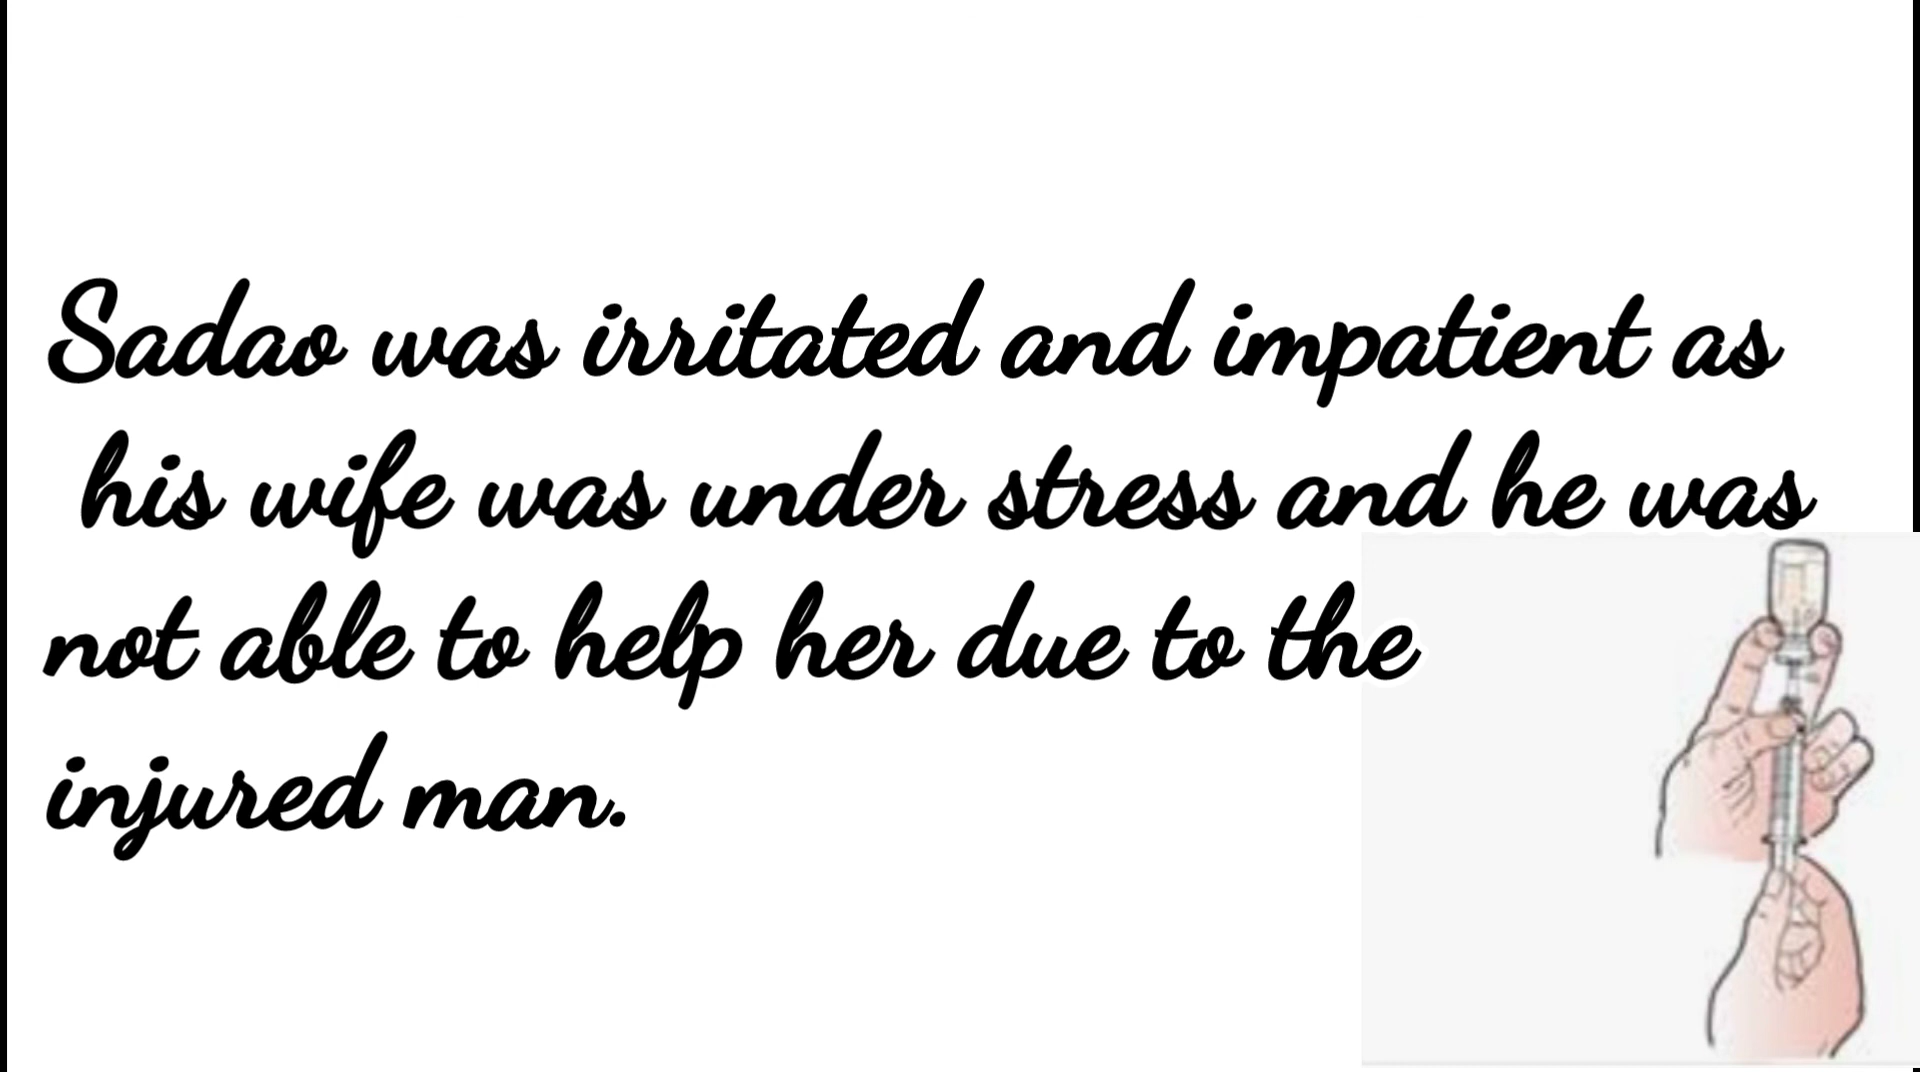 Sadao was irritated and impatient as
his wife was under stress and he was
not able to help her due to the
injured man.